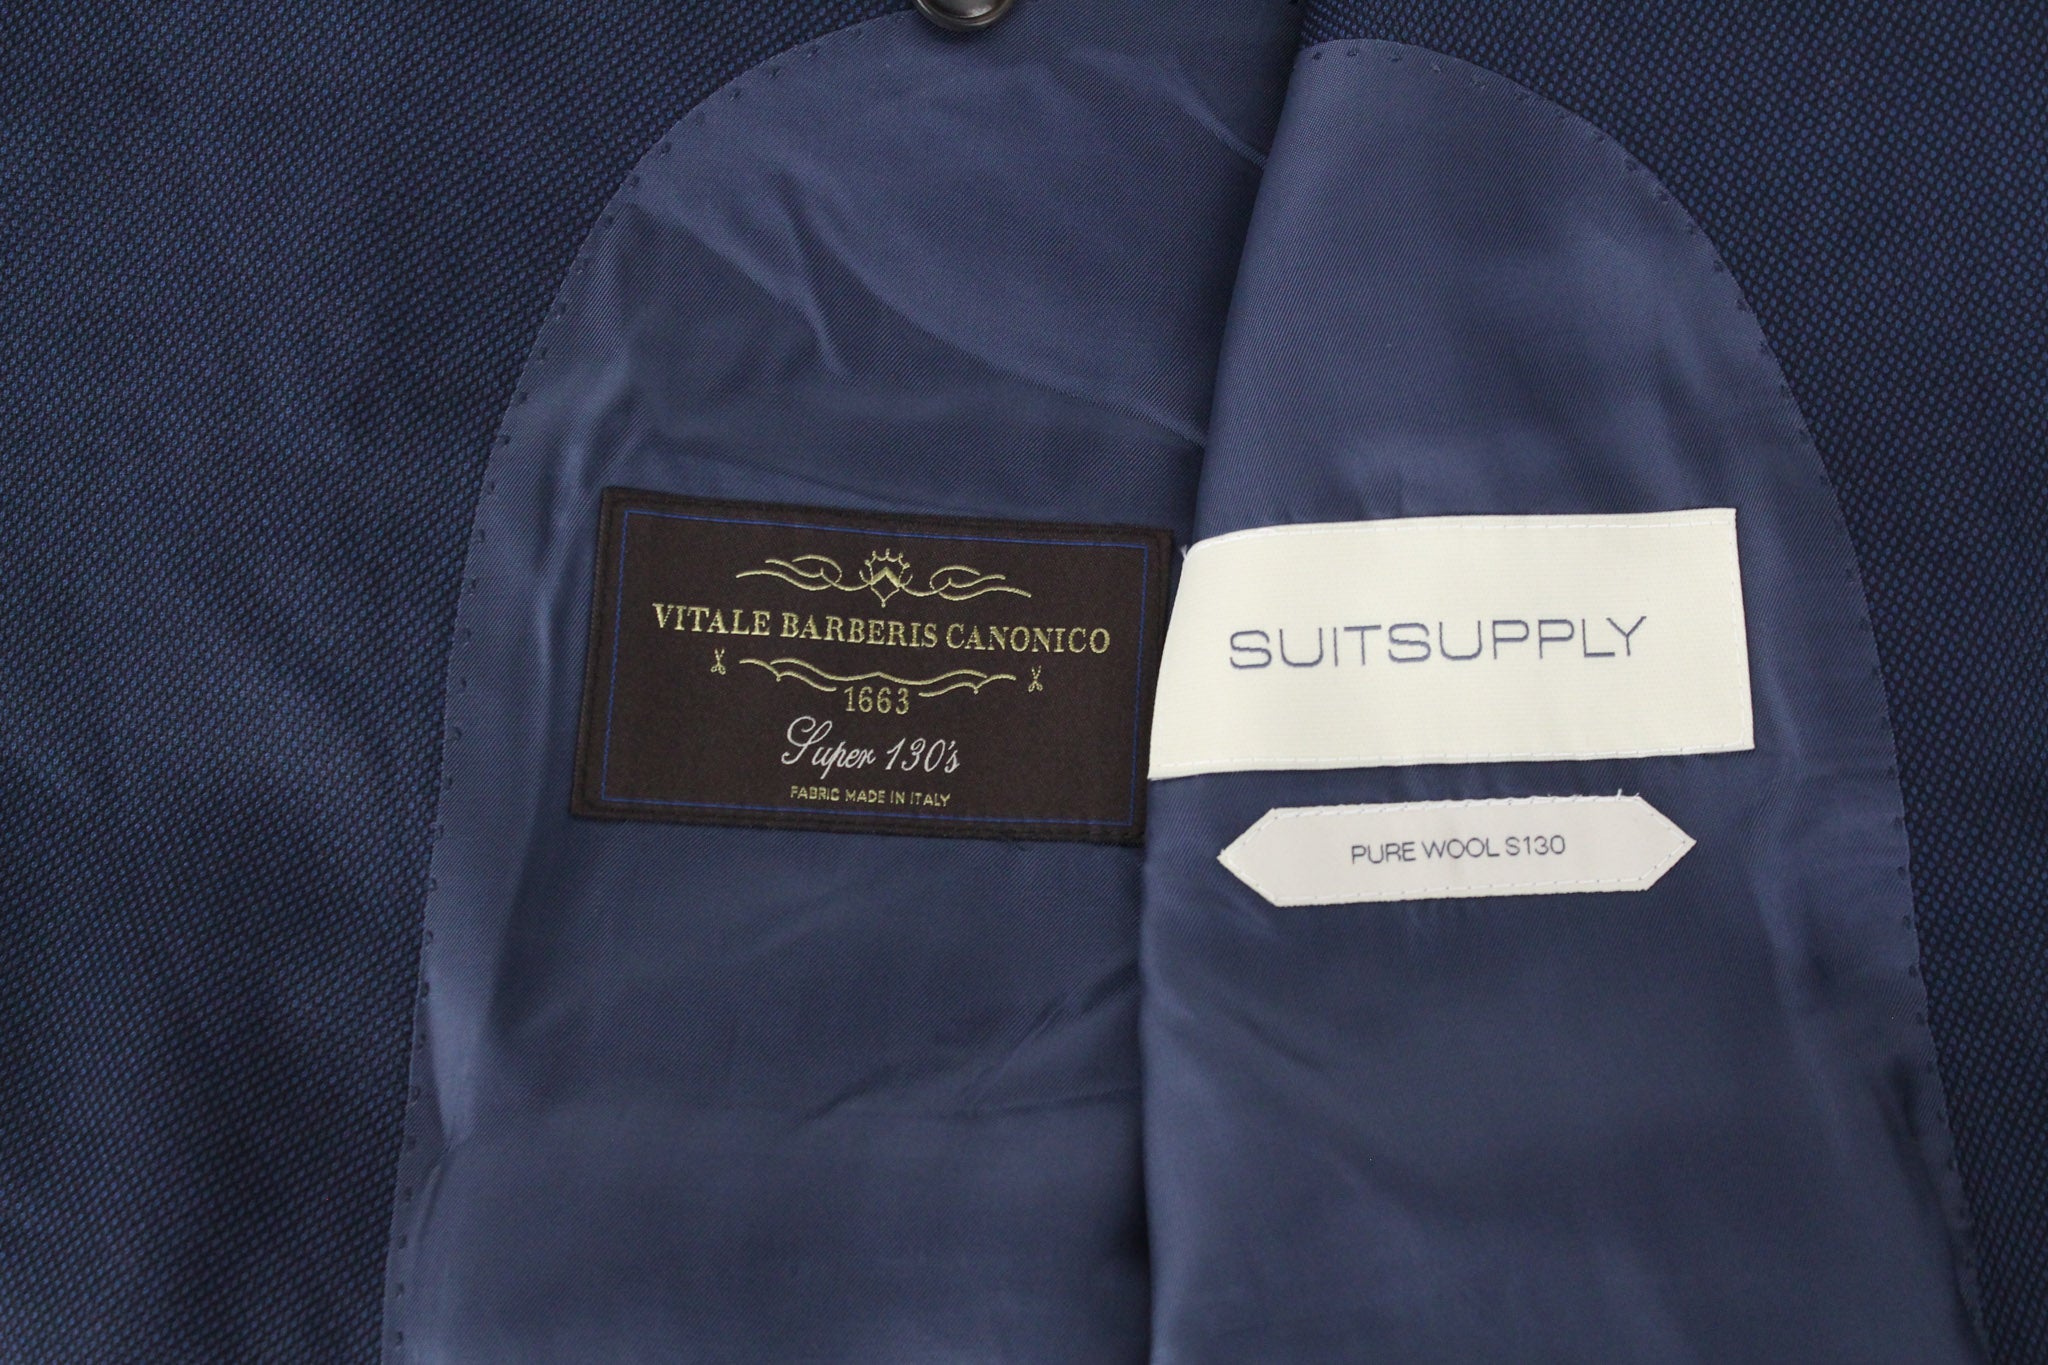 VITALE BARBERIS CANONICO
1663
Super 130's
FABRIC MADE IN ITALY
SUITSUPPLY
PURE WOOL S130